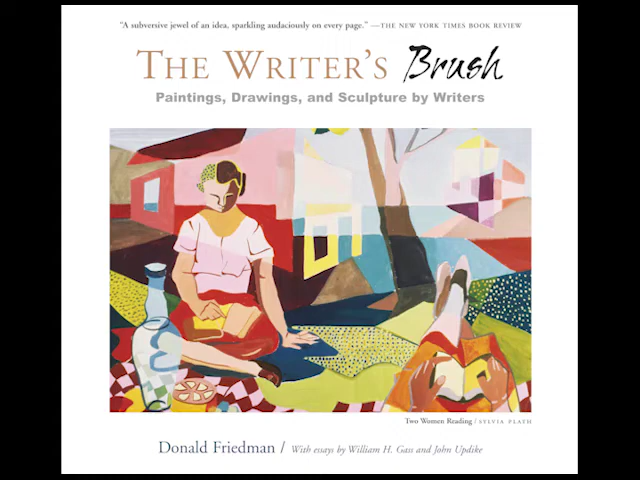 “A subversive jewel of an idea, sparkling audaciously on every page.” —THE NEW YORK TIMES BOOK REVIEW
THE WRITER’S Brush
Paintings, Drawings, and Sculpture by Writers
Two Women Reading / SYLVIA PLATH
Donald Friedman / With essays by William H. Gass and John Updike